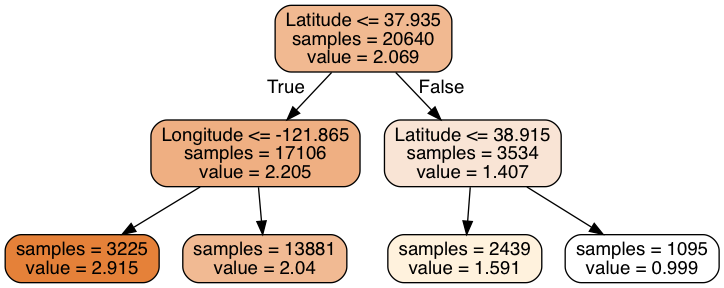 Latitude <= 37.935
samples = 20640
value = 2.069
True
False
Longitude <= -121.865
samples = 17106
value = 2.205
Latitude <= 38.915
samples = 3534
value = 1.407
samples = 3225
value = 2.915
samples = 13881
value = 2.04
samples = 2439
value = 1.591
samples = 1095
value = 0.999